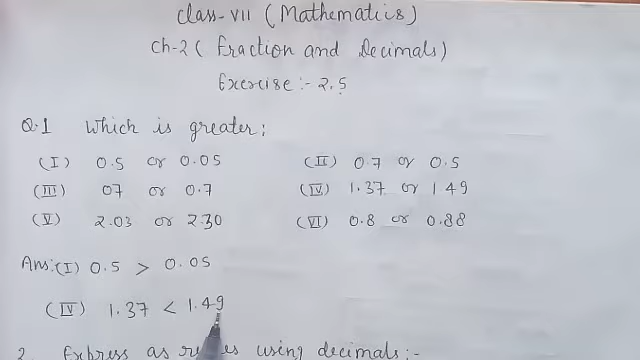 Class-VII (Mathematics)
Ch-2 (Fraction and Decimals)
Exercise:- 2.5
Q.1 Which is greater:
(I) 0.5 or 0.05 (II) 0.7 or 0.5
(III) 07 or 0.7 (IV) 1.37 or 1.49
(V) 2.03 or 2.30 (VI) 0.8 or 0.88
Ans:(I) 0.5 > 0.05
(IV) 1.37 < 1.49
2. Express as using decimals:-